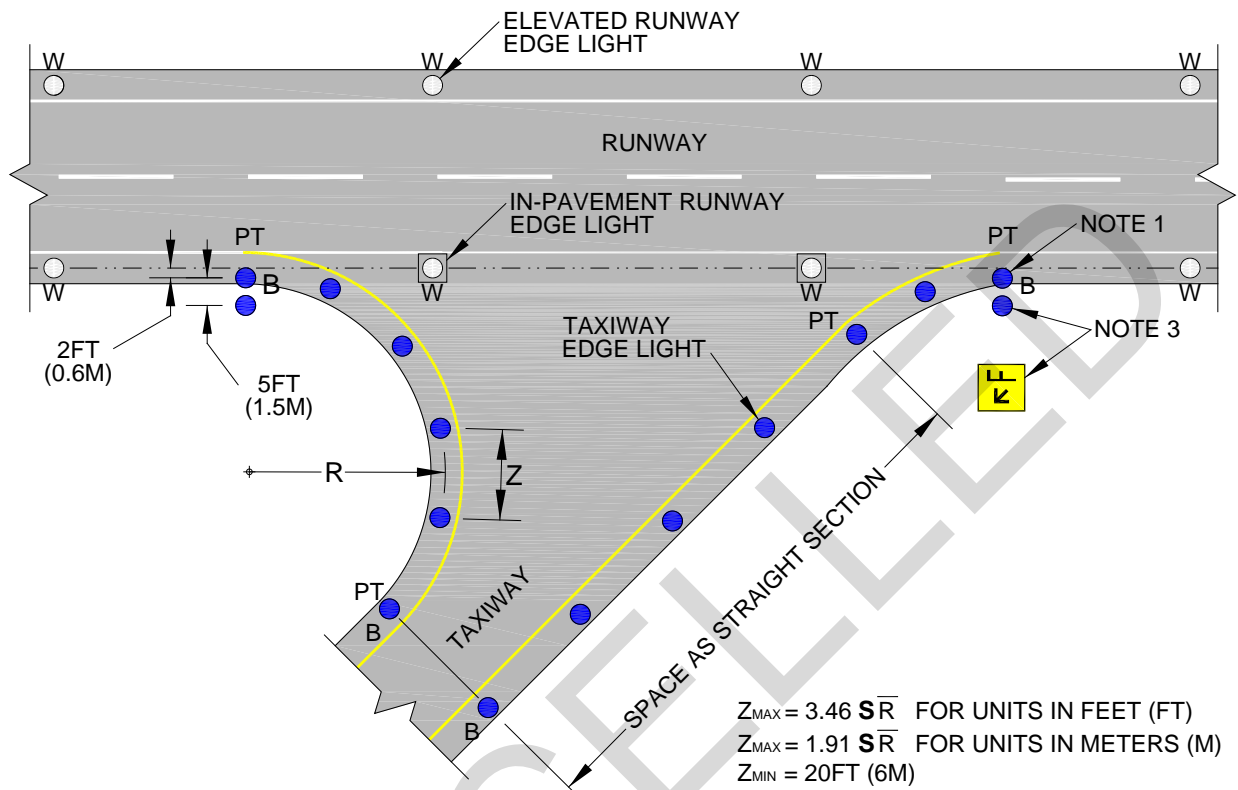 ELEVATED RUNWAY
EDGE LIGHT
W
W
W
W
RUNWAY
IN-PAVEMENT RUNWAY
EDGE LIGHT
NOTE 1
PT
PT
B
B
W
W
W
W
NOTE 3
2FT
(0.6M)
5FT
(1.5M)
TAXIWAY
EDGE LIGHT
PT
F
R
Z
SPACE AS STRAIGHT SECTION
PT
B
TAXIWAY
B
ZMAX = 3.46 S R FOR UNITS IN FEET (FT)
ZMAX = 1.91 S R FOR UNITS IN METERS (M)
ZMIN = 20FT (6M)